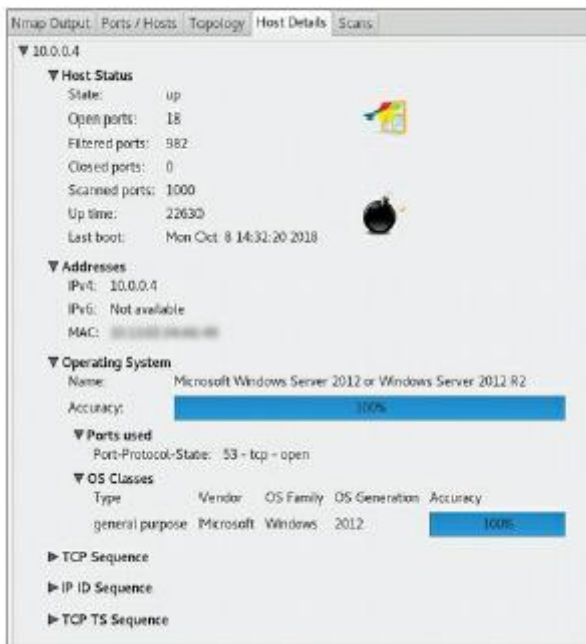 Nmap Output Ports / Hosts Topology Host Details Scans
10.0.0.4
Host Status
State: up
Open ports: 18
Filtered ports: 982
Closed ports: 0
Scanned ports: 1000
Up time: 22630
Last boot: Mon Oct 8 14:32:20 2018
Addresses
IPv4: 10.0.0.4
IPv6: Not available
MAC:
Operating System
Name: Microsoft Windows Server 2012 or Windows Server 2012 R2
Accuracy: 100%
Ports used
Port-Protocol-State: 53 - tcp - open
OS Classes
Type Vendor OS Family OS Generation Accuracy
general purpose Microsoft Windows 2012 100%
TCP Sequence
IP ID Sequence
TCP TS Sequence